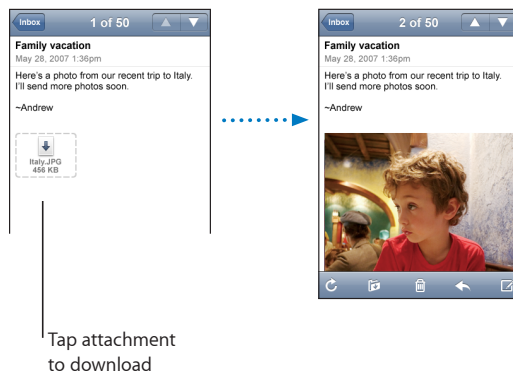 Inbox 1 of 50
Family vacation
May 28, 2007 1:36pm
Here's a photo from our recent trip to Italy.
I'll send more photos soon.
~Andrew
Italy.JPG
456 KB
Tap attachment
to download
Inbox 2 of 50
Family vacation
May 28, 2007 1:36pm
Here's a photo from our recent trip to Italy.
I'll send more photos soon.
~Andrew